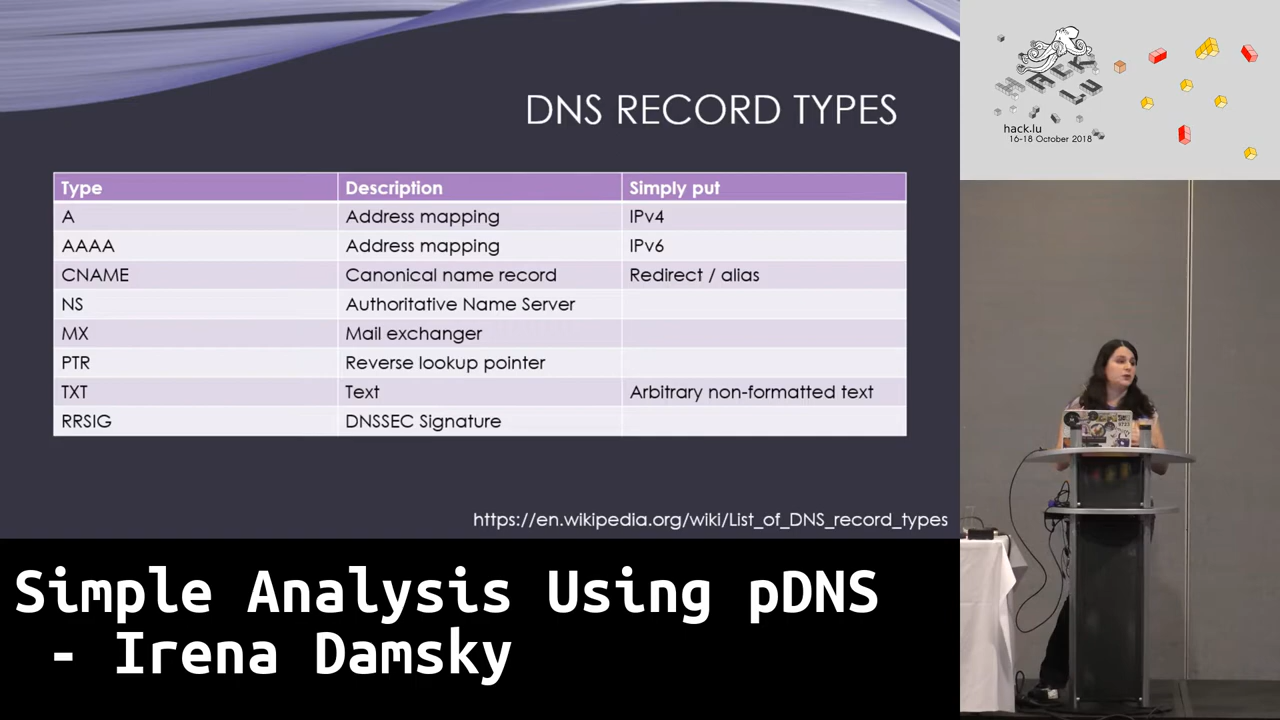 DNS RECORD TYPES
Type Description Simply put
A Address mapping IPv4
AAAA Address mapping IPv6
CNAME Canonical name record Redirect / alias
NS Authoritative Name Server
MX Mail exchanger
PTR Reverse lookup pointer
TXT Text Arbitrary non-formatted text
RRSIG DNSSEC Signature
https://en.wikipedia.org/wiki/List_of_DNS_record_types
HACK
LU
hack.lu
16-18 October 2018
Simple Analysis Using pDNS
- Irena Damsky